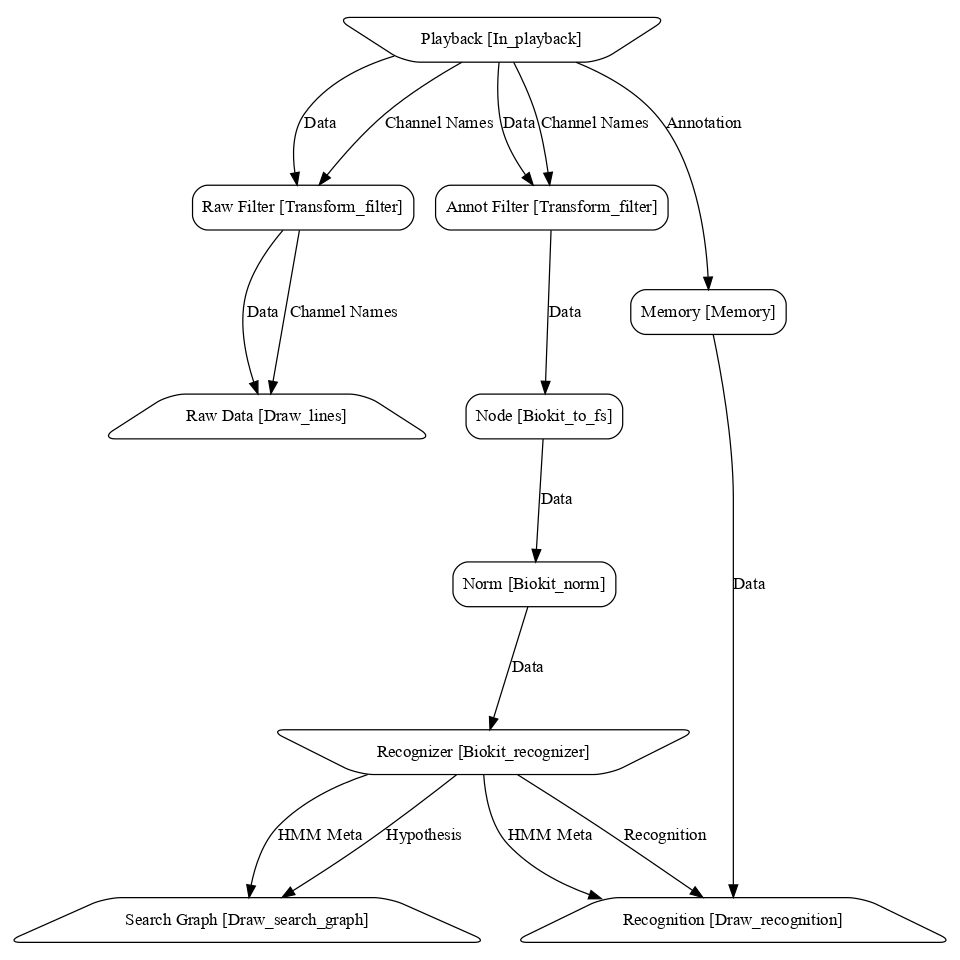 Playback [In_playback]
Data
Channel Names
Data
Channel Names
Annotation
Raw Filter [Transform_filter]
Annot Filter [Transform_filter]
Data
Channel Names
Data
Memory [Memory]
Raw Data [Draw_lines]
Node [Biokit_to_fs]
Data
Norm [Biokit_norm]
Data
Data
Recognizer [Biokit_recognizer]
HMM Meta
Hypothesis
HMM Meta
Recognition
Search Graph [Draw_search_graph]
Recognition [Draw_recognition]